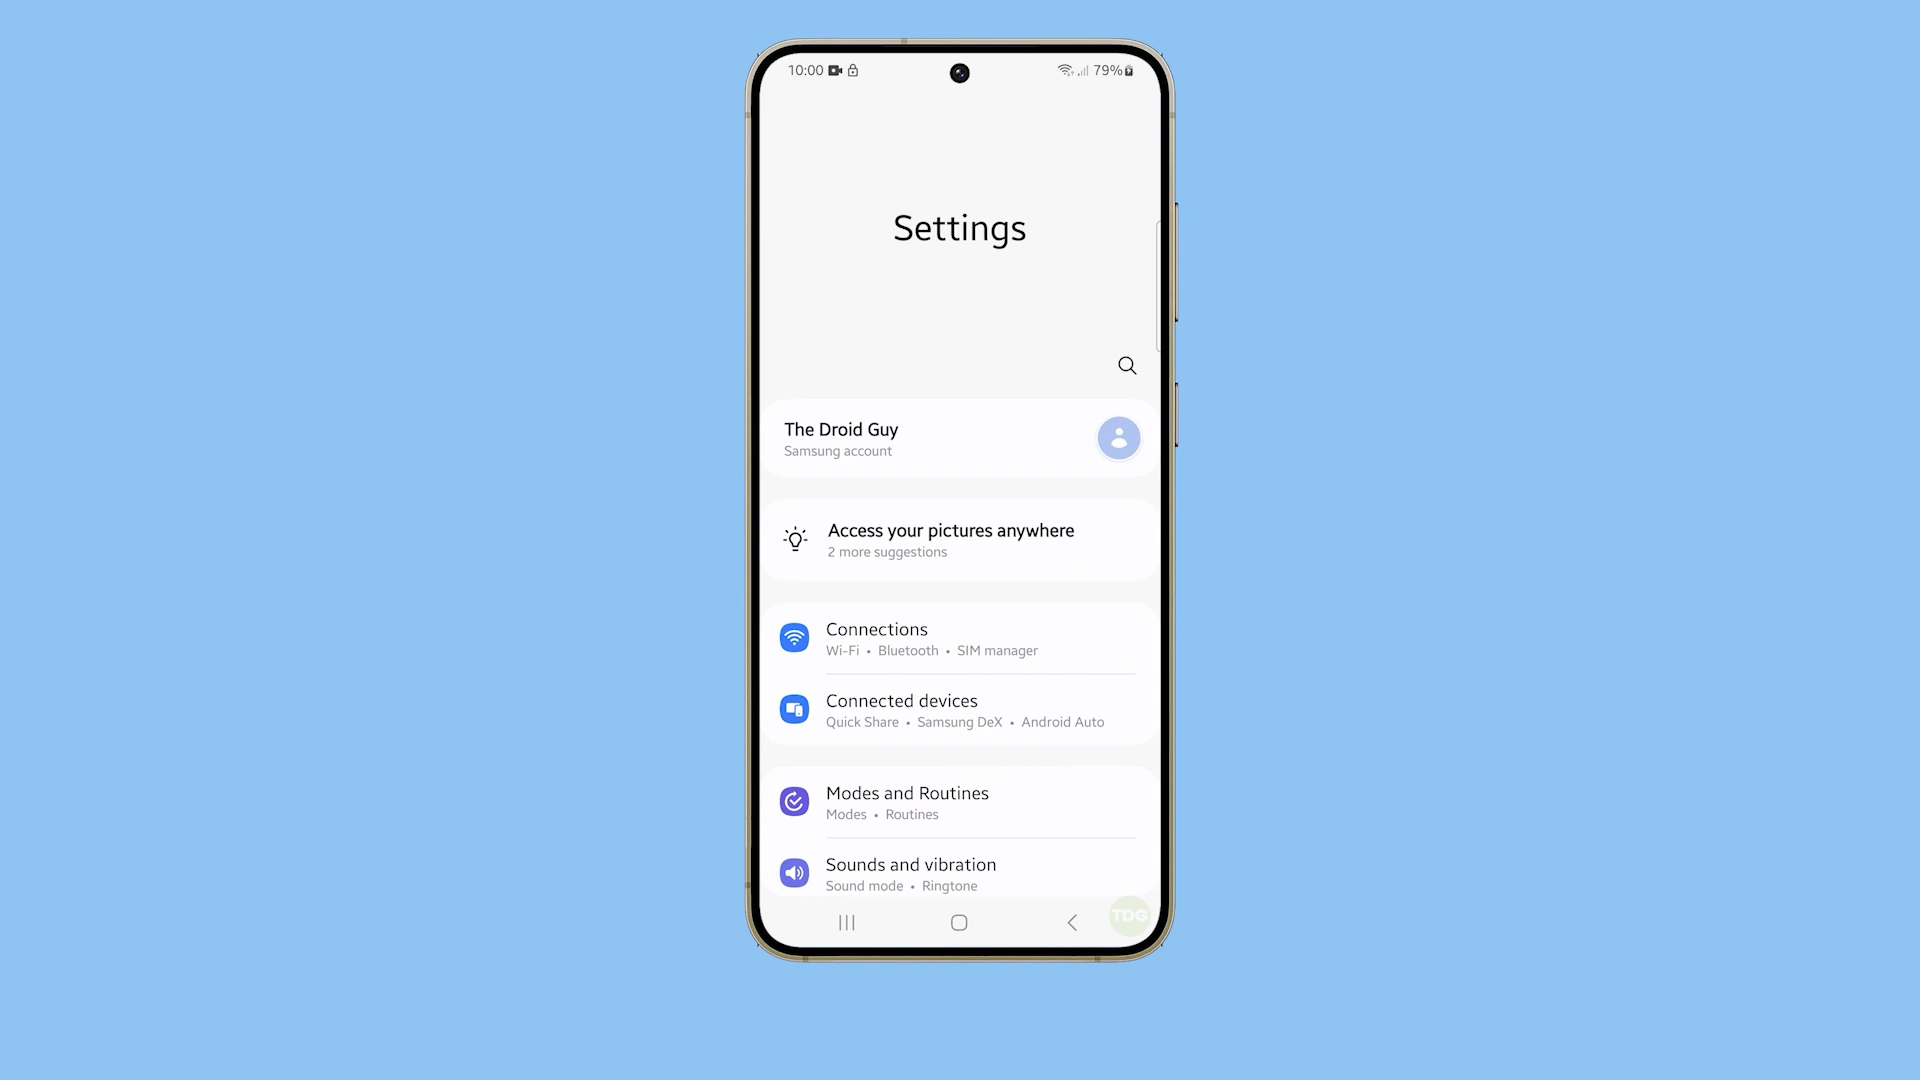 10:00
79%
Settings
The Droid Guy
Samsung account
Access your pictures anywhere
2 more suggestions
Connections
Wi-Fi • Bluetooth • SIM manager
Connected devices
Quick Share • Samsung DeX • Android Auto
Modes and Routines
Modes • Routines
Sounds and vibration
Sound mode • Ringtone
TDG